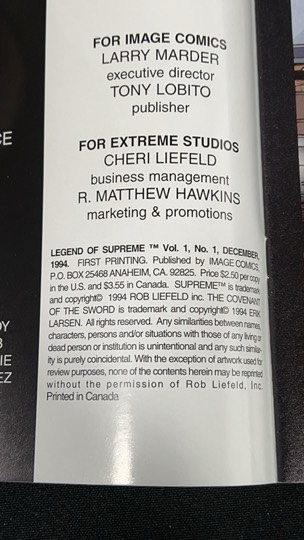 FOR IMAGE COMICS
LARRY MARDER
executive director
TONY LOBITO
publisher
FOR EXTREME STUDIOS
CHERI LIEFELD
business management
R. MATTHEW HAWKINS
marketing & promotions
LEGEND OF SUPREME ™ Vol. 1, No. 1, DECEMBER,
1994. FIRST PRINTING. Published by IMAGE COMICS,
P.O. BOX 25468 ANAHEIM, CA. 92825. Price $2.50 per copy
in the U.S. and $3.55 in Canada. SUPREME™ is trademark
and copyright© 1994 ROB LIEFELD inc. THE COVENANT
OF THE SWORD is trademark and copyright© 1994 ERIK
LARSEN. All rights reserved. Any similarities between names,
characters, persons and/or situations with those of any living or
dead person or institution is unintentional and any such similar-
ity is purely coincidental. With the exception of artwork used for
review purposes, none of the contents herein may be reprinted
without the permission of Rob Liefeld, Inc.
Printed in Canada
CE
DY
B
IE
EZ